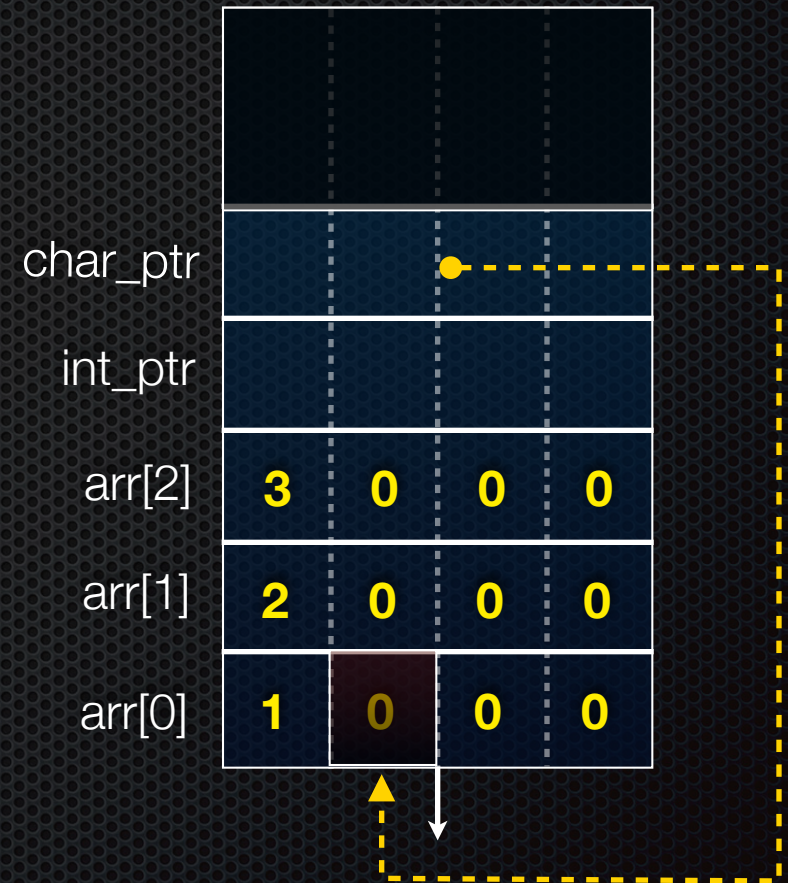 char_ptr
int_ptr
arr[2] 3 0 0 0
arr[1] 2 0 0 0
arr[0] 1 0 0 0